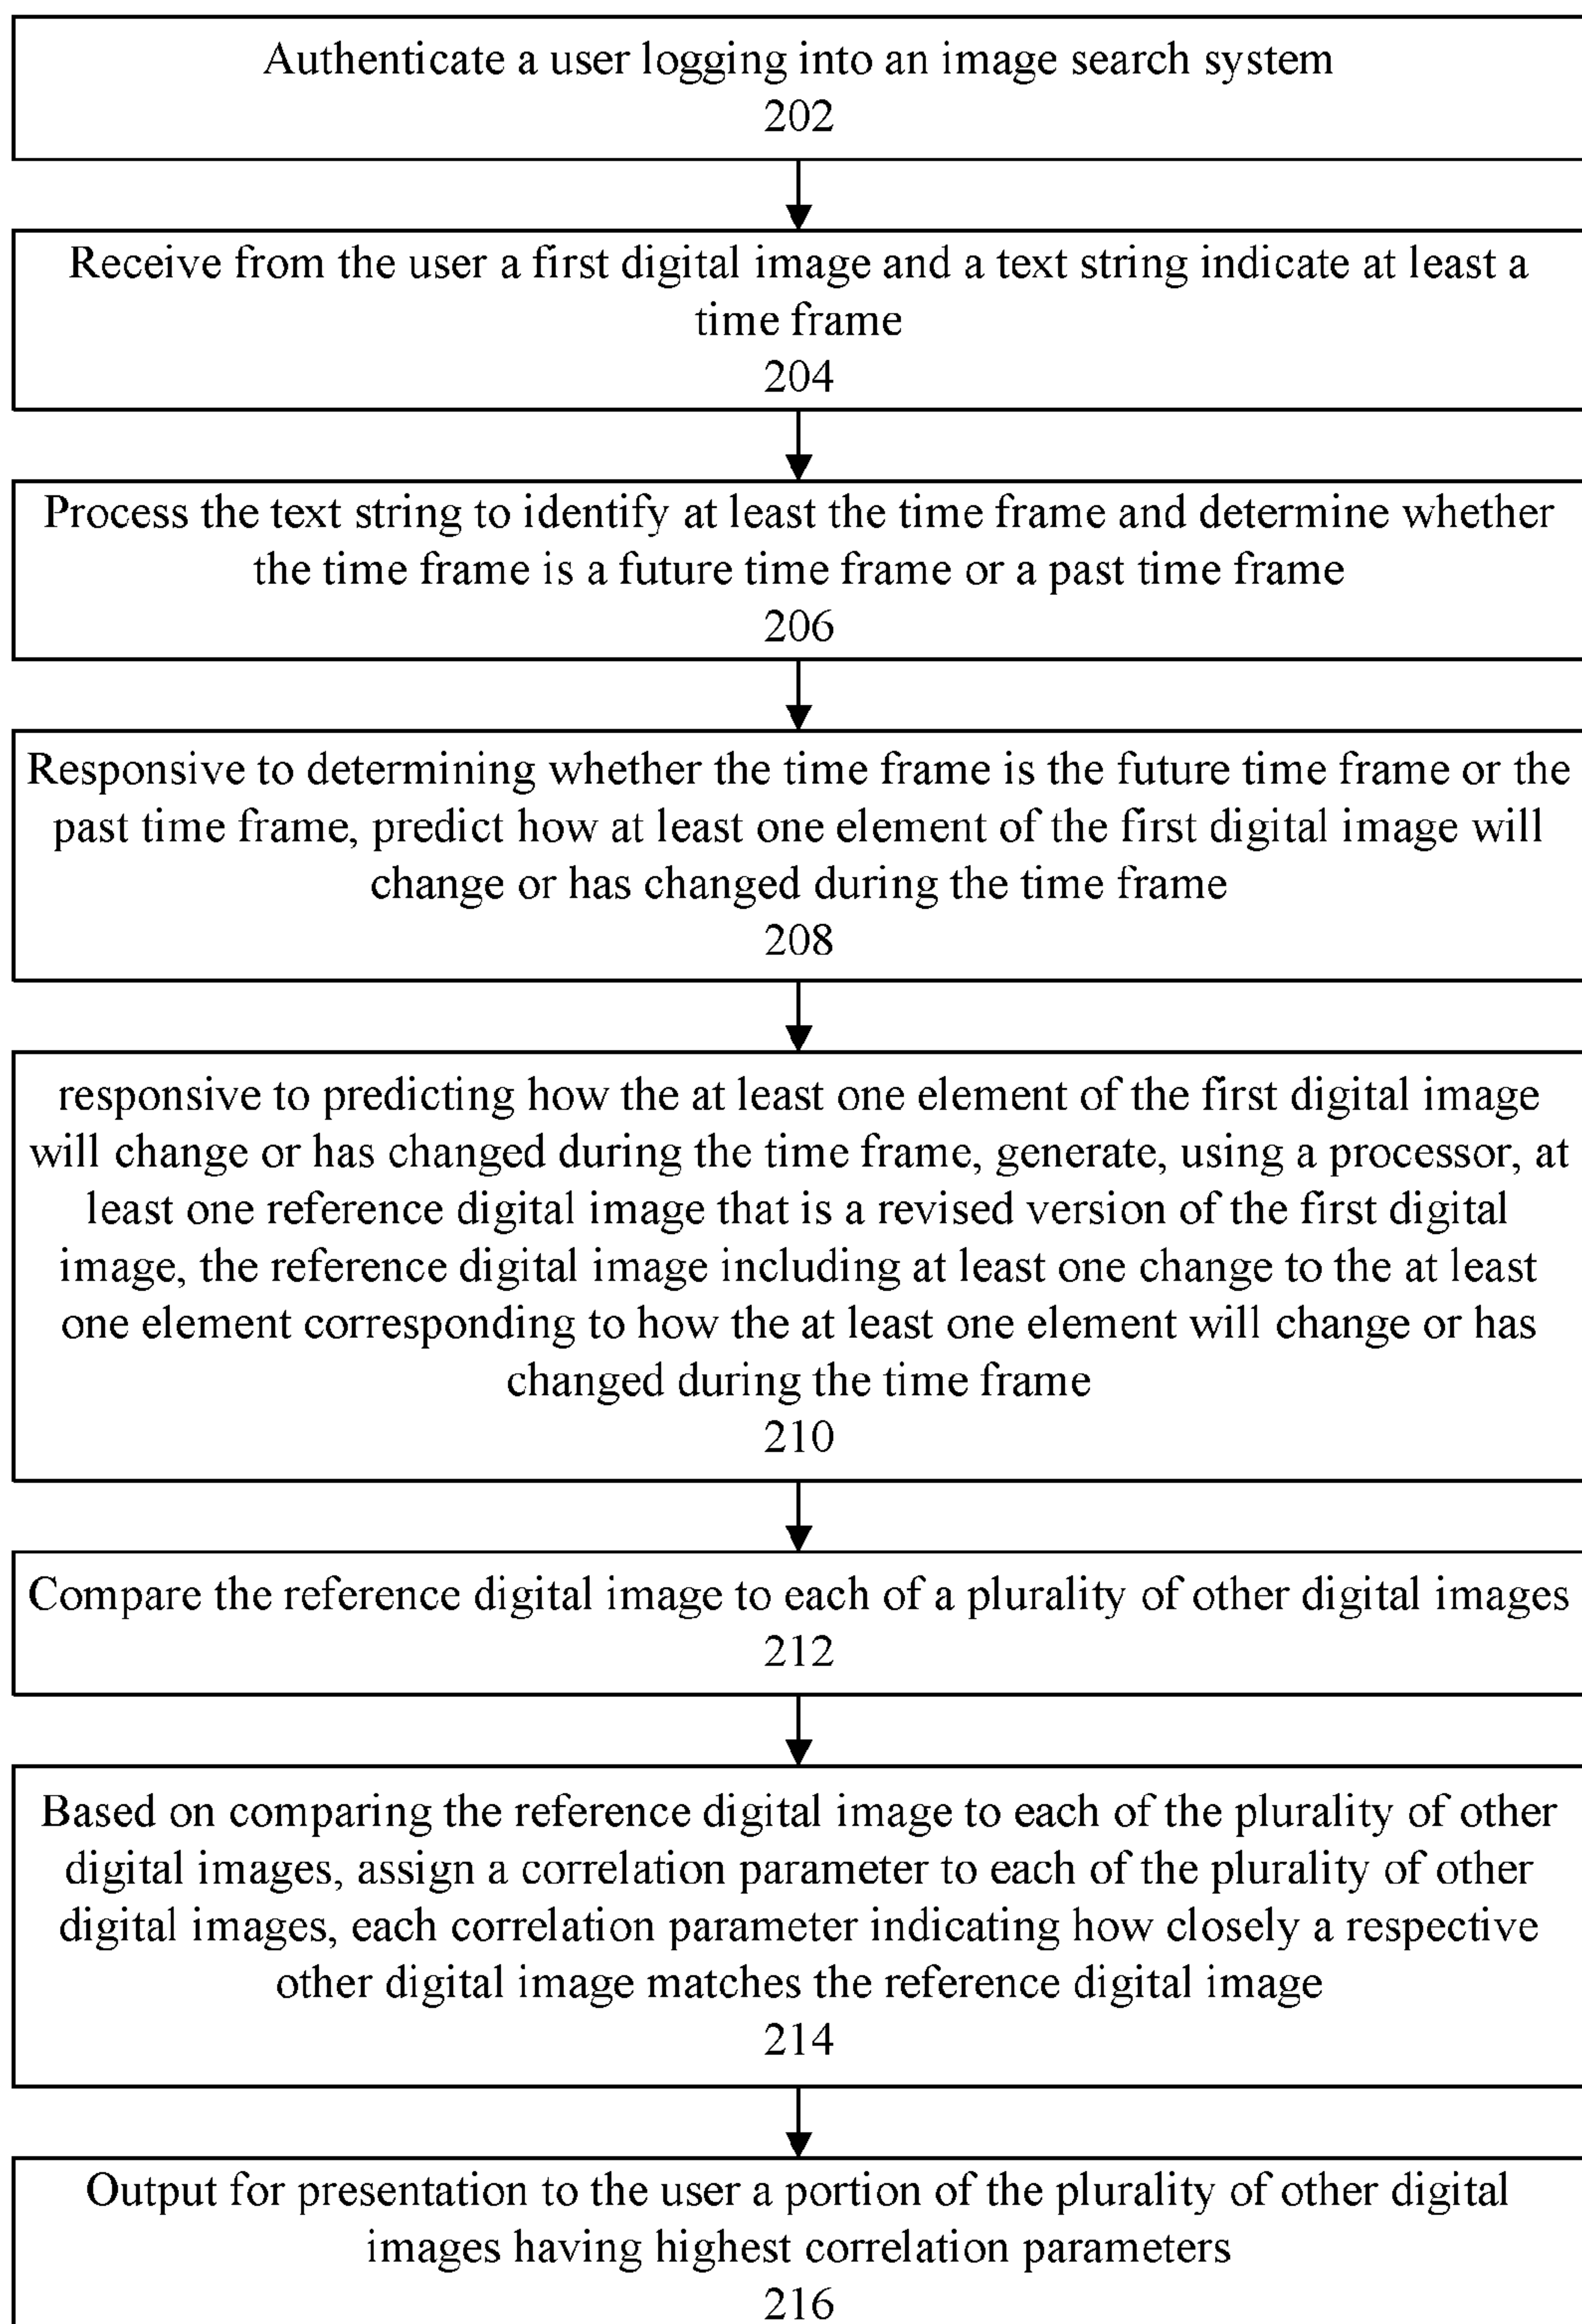 Authenticate a user logging into an image search system
202
Receive from the user a first digital image and a text string indicate at least a
time frame
204
Process the text string to identify at least the time frame and determine whether
the time frame is a future time frame or a past time frame
206
Responsive to determining whether the time frame is the future time frame or the
past time frame, predict how at least one element of the first digital image will
change or has changed during the time frame
208
responsive to predicting how the at least one element of the first digital image
will change or has changed during the time frame, generate, using a processor, at
least one reference digital image that is a revised version of the first digital
image, the reference digital image including at least one change to the at least
one element corresponding to how the at least one element will change or has
changed during the time frame
210
Compare the reference digital image to each of a plurality of other digital images
212
Based on comparing the reference digital image to each of the plurality of other
digital images, assign a correlation parameter to each of the plurality of other
digital images, each correlation parameter indicating how closely a respective
other digital image matches the reference digital image
214
Output for presentation to the user a portion of the plurality of other digital
images having highest correlation parameters
216